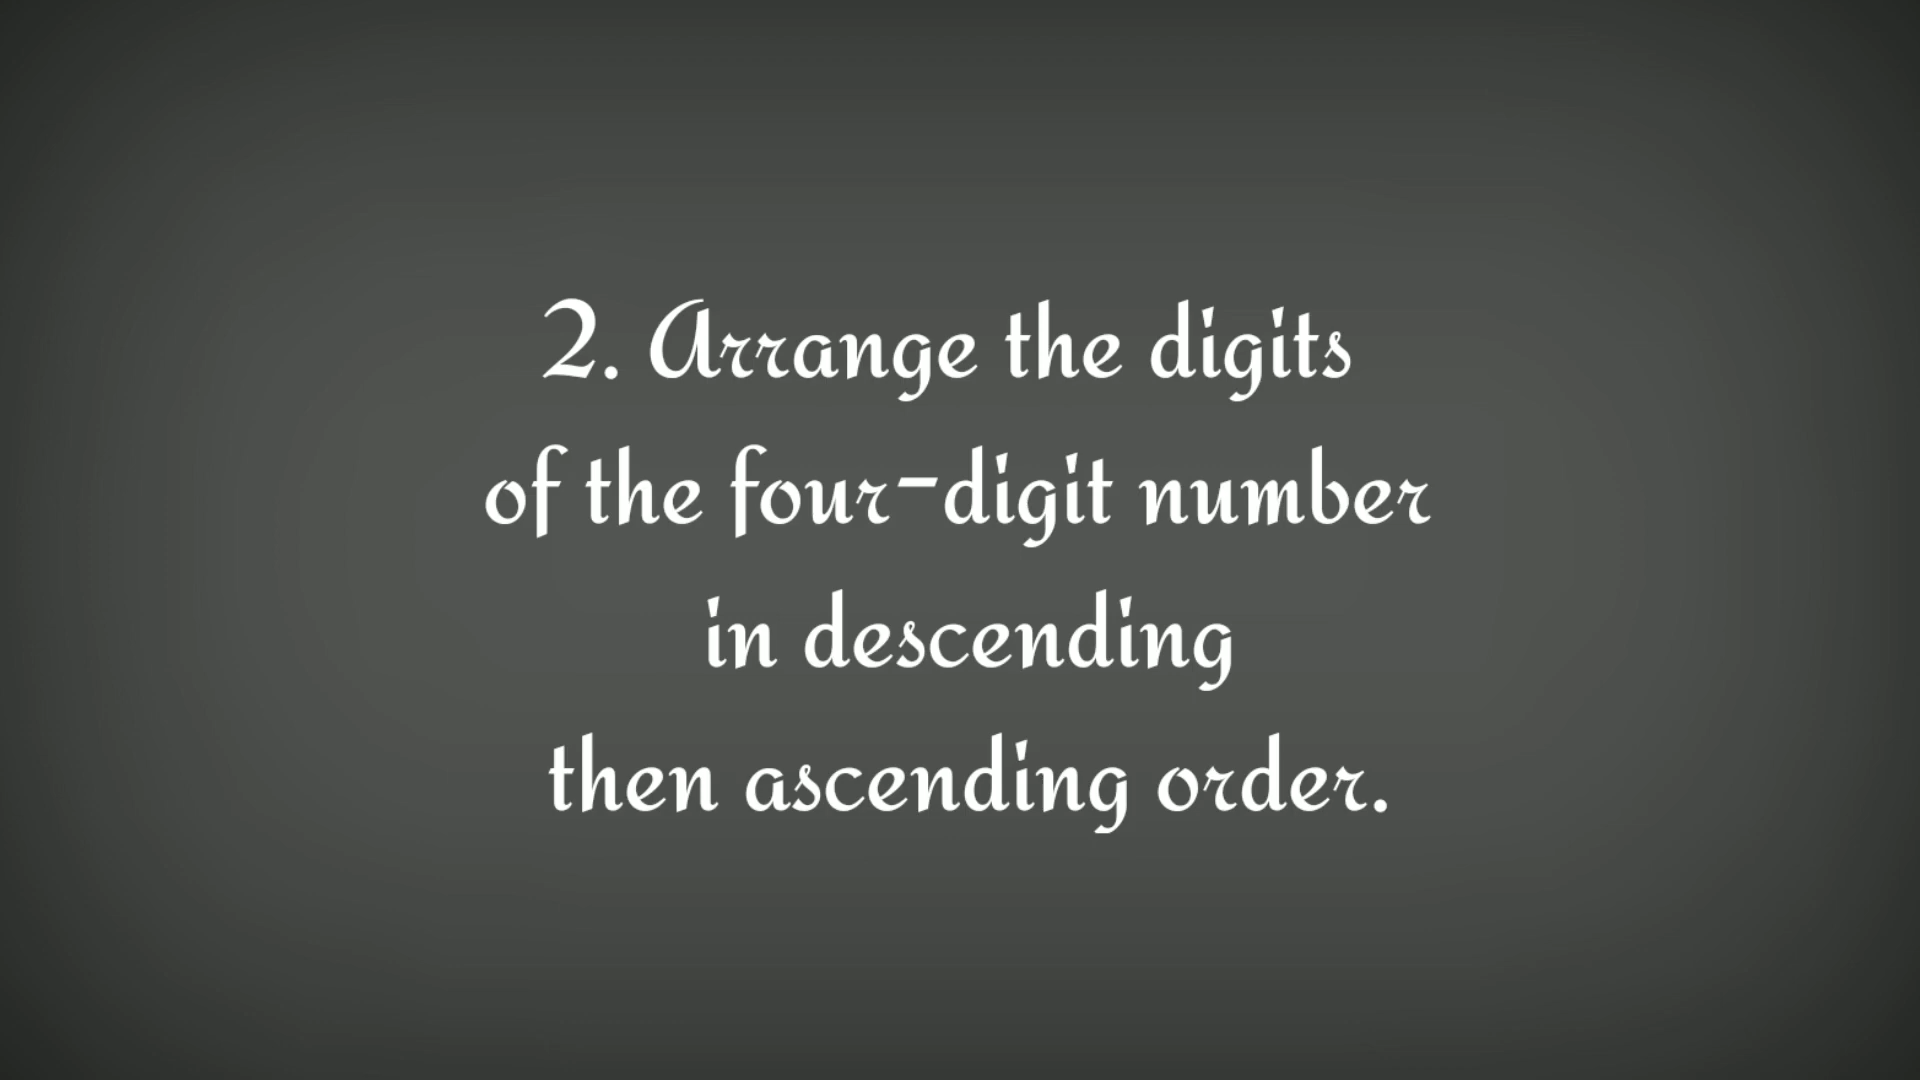 2. Arrange the digits
of the four-digit number
in descending
then ascending order.